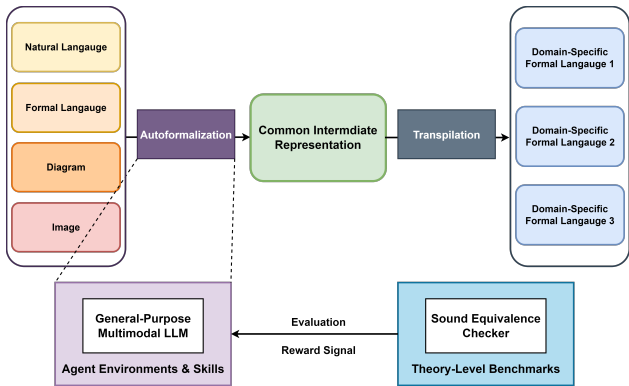 Natural Langauge
Formal Langauge
Diagram
Image
Autoformalization
Common Intermdiate
Representation
Transpilation
Domain-Specific
Formal Langauge 1
Domain-Specific
Formal Langauge 2
Domain-Specific
Formal Langauge 3
General-Purpose
Multimodal LLM
Agent Environments & Skills
Evaluation
Reward Signal
Sound Equivalence
Checker
Theory-Level Benchmarks